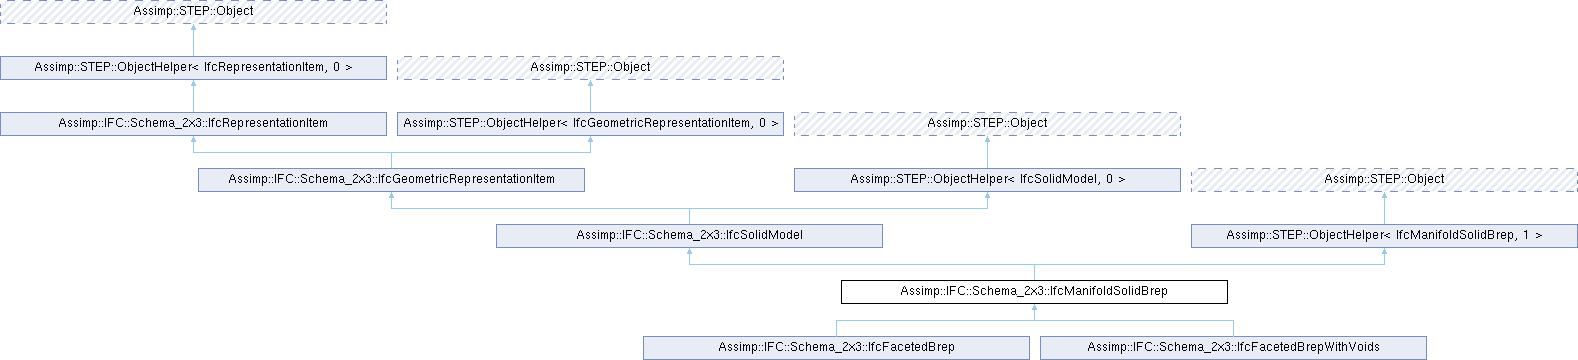 Assimp::STEP::Object
Assimp::STEP::ObjectHelper< IfcRepresentationItem, 0 >
Assimp::STEP::Object
Assimp::IFC::Schema_2x3::IfcRepresentationItem
Assimp::STEP::ObjectHelper< IfcGeometricRepresentationItem, 0 >
Assimp::STEP::Object
Assimp::IFC::Schema_2x3::IfcGeometricRepresentationItem
Assimp::STEP::ObjectHelper< IfcSolidModel, 0 >
Assimp::STEP::Object
Assimp::IFC::Schema_2x3::IfcSolidModel
Assimp::STEP::ObjectHelper< IfcManifoldSolidBrep, 1 >
Assimp::IFC::Schema_2x3::IfcManifoldSolidBrep
Assimp::IFC::Schema_2x3::IfcFacetedBrep
Assimp::IFC::Schema_2x3::IfcFacetedBrepWithVoids